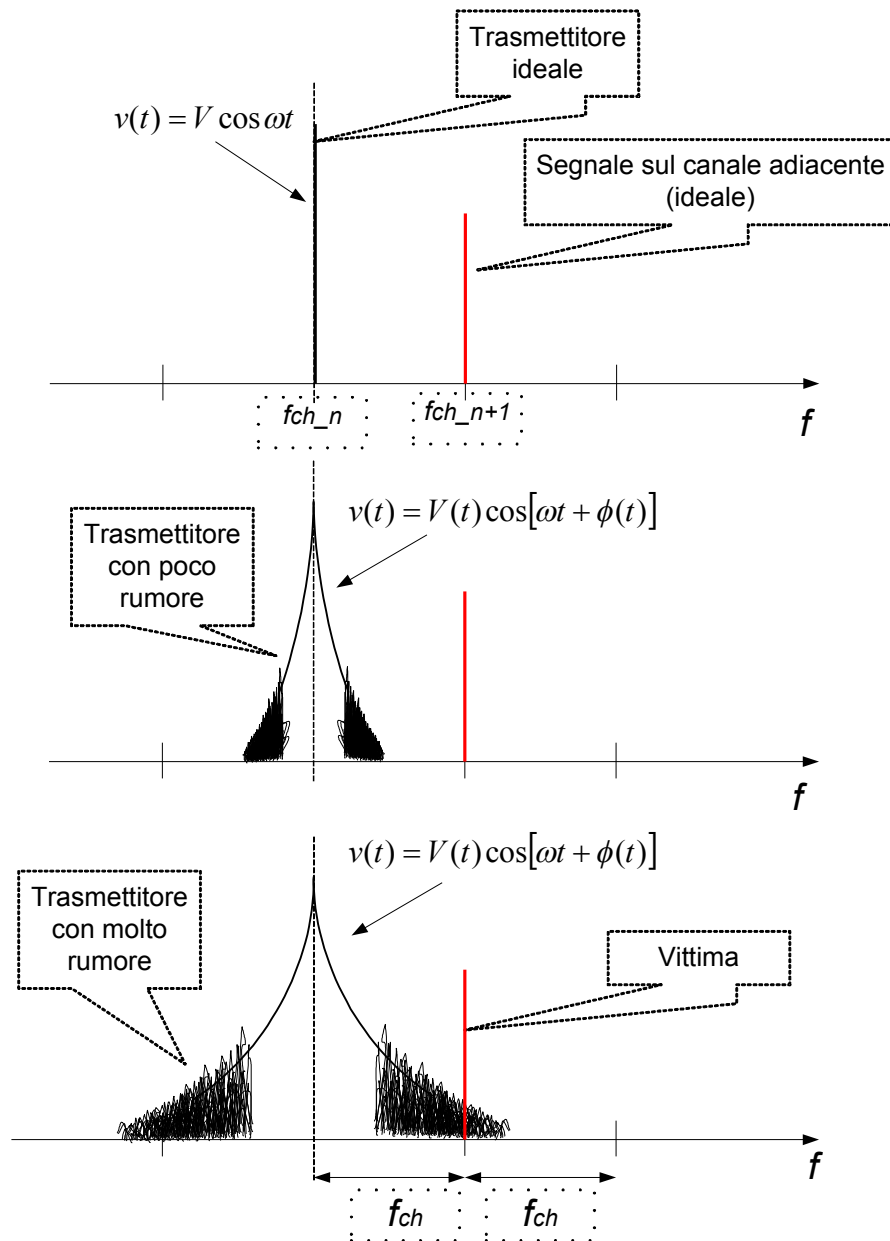 Trasmettitore
ideale
v(t) = V cos ωt
Segnale sul canale adiacente
(ideale)
fch_n
fch_n+1
f
v(t) = V(t) cos[ωt + ϕ(t)]
Trasmettitore
con poco
rumore
f
v(t) = V(t) cos[ωt + ϕ(t)]
Trasmettitore
con molto
rumore
Vittima
f
fch
fch